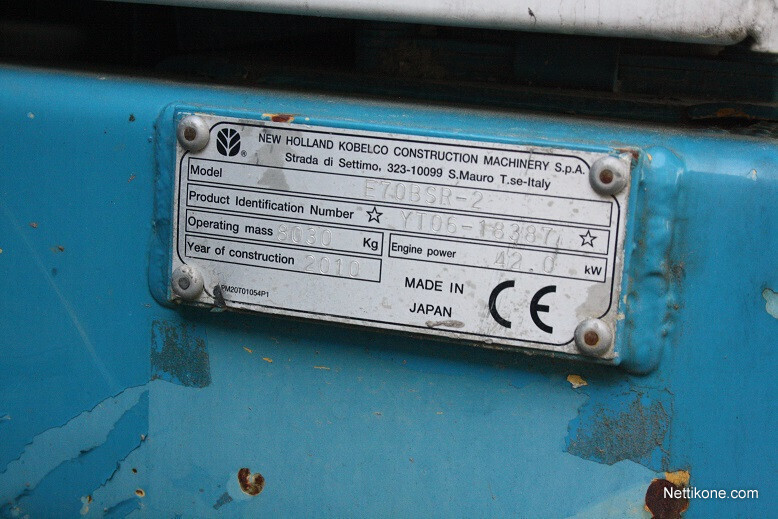 NEW HOLLAND KOBELCO CONSTRUCTION MACHINERY S.p.A.
Strada di Settimo, 323-10099 S.Mauro T.se-Italy
Model E70BSR-2
Product Identification Number ☆ YT06-18387 ☆
Operating mass Kg
Engine power 42.0 kW
Year of construction 2010
MADE IN
JAPAN
CE
PM20T01054P1
Nettikone.com